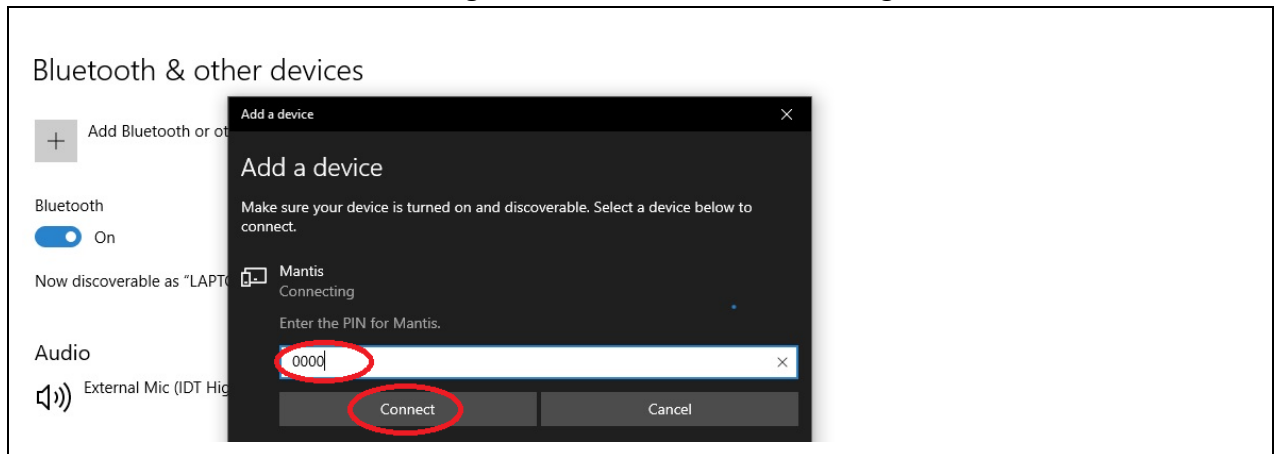 Bluetooth & other devices
Add a device
Add Bluetooth or ot
Add a device
Bluetooth
Make sure your device is turned on and discoverable. Select a device below to
connect.
On
Now discoverable as "LAPT
Mantis
Connecting
Enter the PIN for Mantis.
Audio
0000
External Mic (IDT Hig
Connect
Cancel